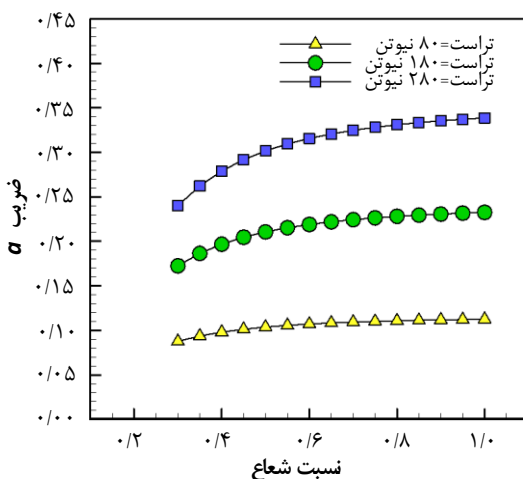 ۰/۴۵
۰/۴۰
۰/۳۵
۰/۳۰
۰/۲۵
۰/۲۰
۰/۱۵
۰/۱۰
۰/۰۵
۰/۰۰
ضریب a
تراست=۸۰ نیوتن
تراست=۱۸۰ نیوتن
تراست=۲۸۰ نیوتن
۰/۲ ۰/۴ ۰/۶ ۰/۸ ۱/۰
نسبت شعاع